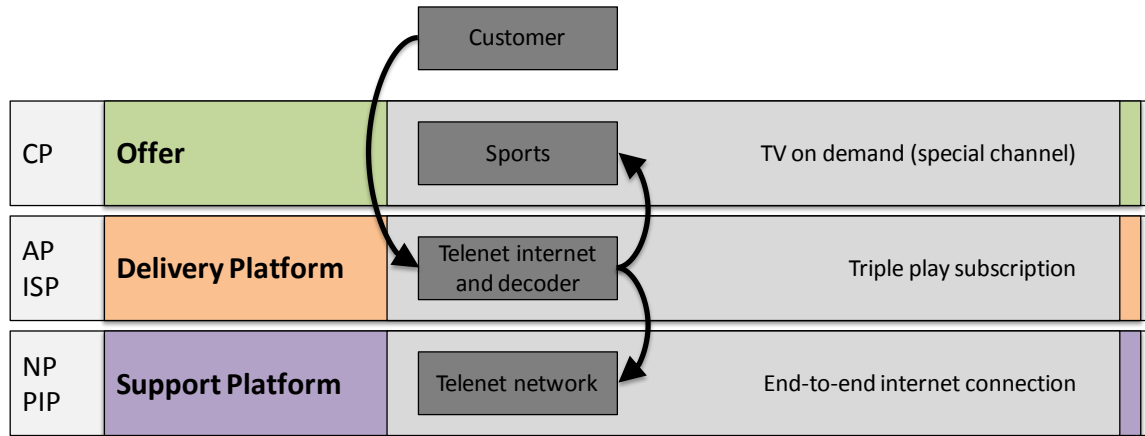 Customer
CP
Offer
Sports
TV on demand (special channel)
AP
ISP
Delivery Platform
Telenet internet
and decoder
Triple play subscription
NP
PIP
Support Platform
Telenet network
End-to-end internet connection